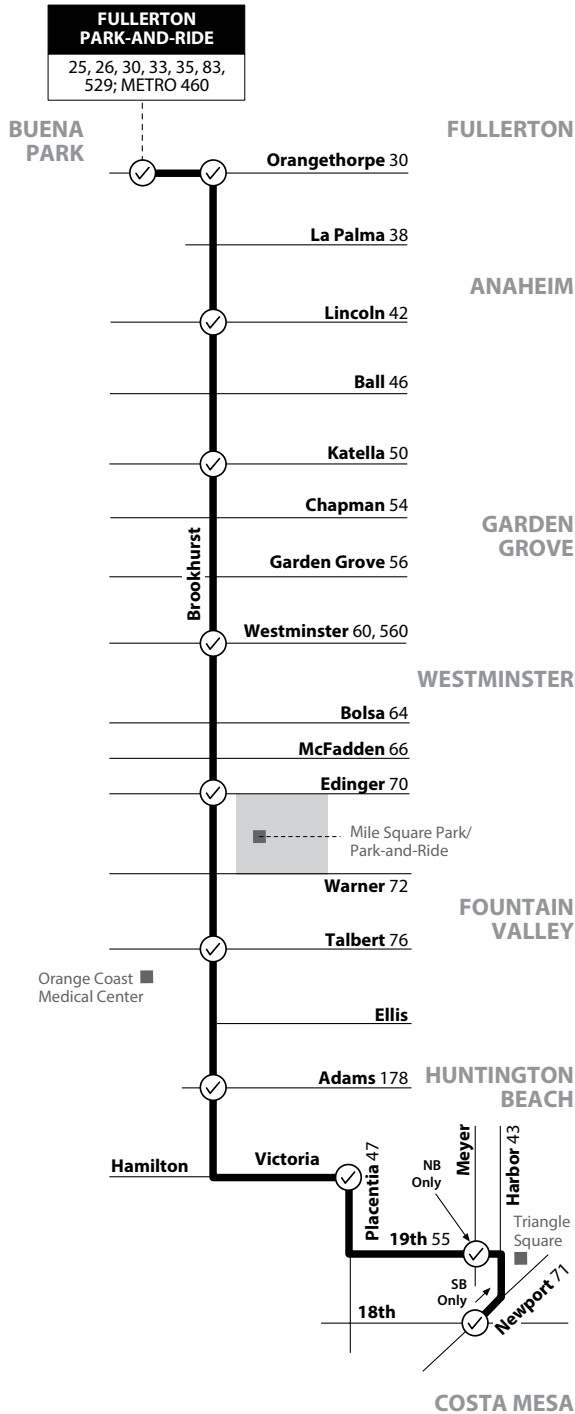 FULLERTON
PARK-AND-RIDE
25, 26, 30, 33, 35, 83,
529; METRO 460
BUENA
PARK
FULLERTON
Orangethorpe 30
La Palma 38
ANAHEIM
Lincoln 42
Ball 46
Katella 50
Chapman 54
GARDEN
GROVE
Brookhurst
Garden Grove 56
Westminster 60, 560
WESTMINSTER
Bolsa 64
McFadden 66
Edinger 70
Mile Square Park/
Park-and-Ride
Warner 72
FOUNTAIN
VALLEY
Talbert 76
Orange Coast
Medical Center
Ellis
Adams 178
HUNTINGTON
BEACH
Hamilton
Victoria
Placentia 47
NB
Only
Meyer
Harbor 43
Triangle
Square
19th 55
SB
Only
Newport 71
18th
COSTA MESA